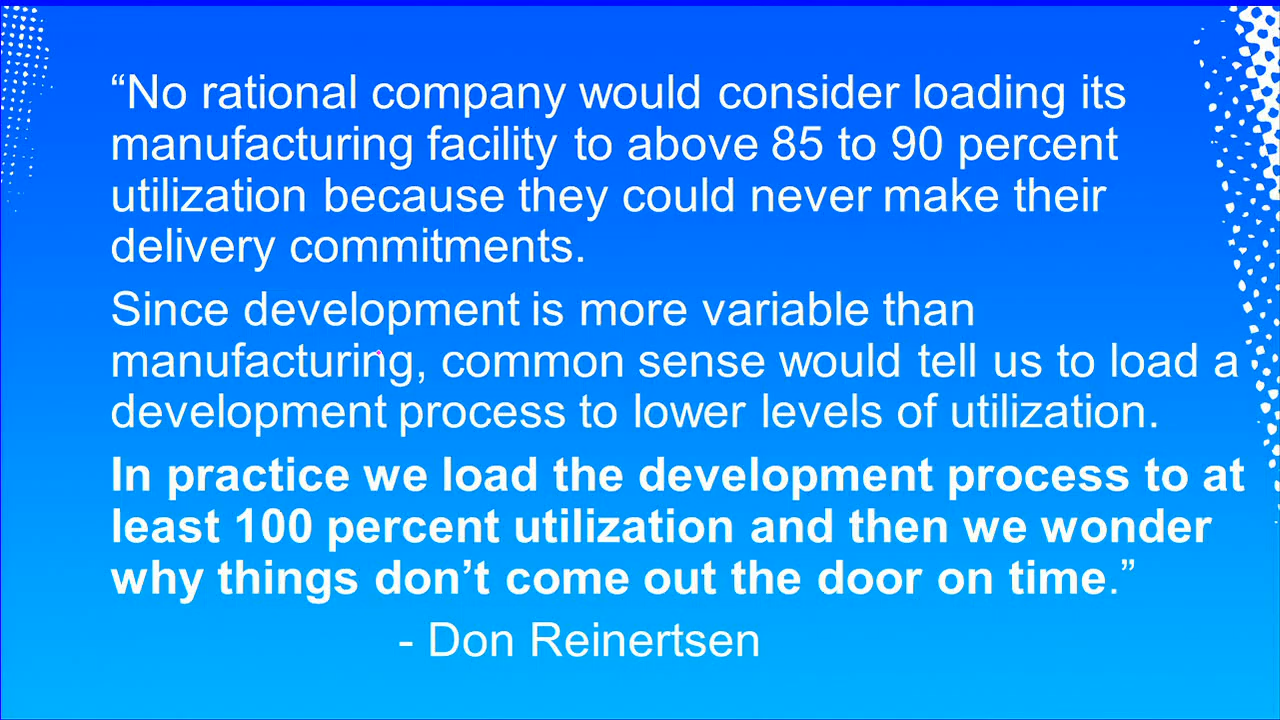 “No rational company would consider loading its
manufacturing facility to above 85 to 90 percent
utilization because they could never make their
delivery commitments.
Since development is more variable than
manufacturing, common sense would tell us to load a
development process to lower levels of utilization.
In practice we load the development process to at
least 100 percent utilization and then we wonder
why things don’t come out the door on time.”
- Don Reinertsen